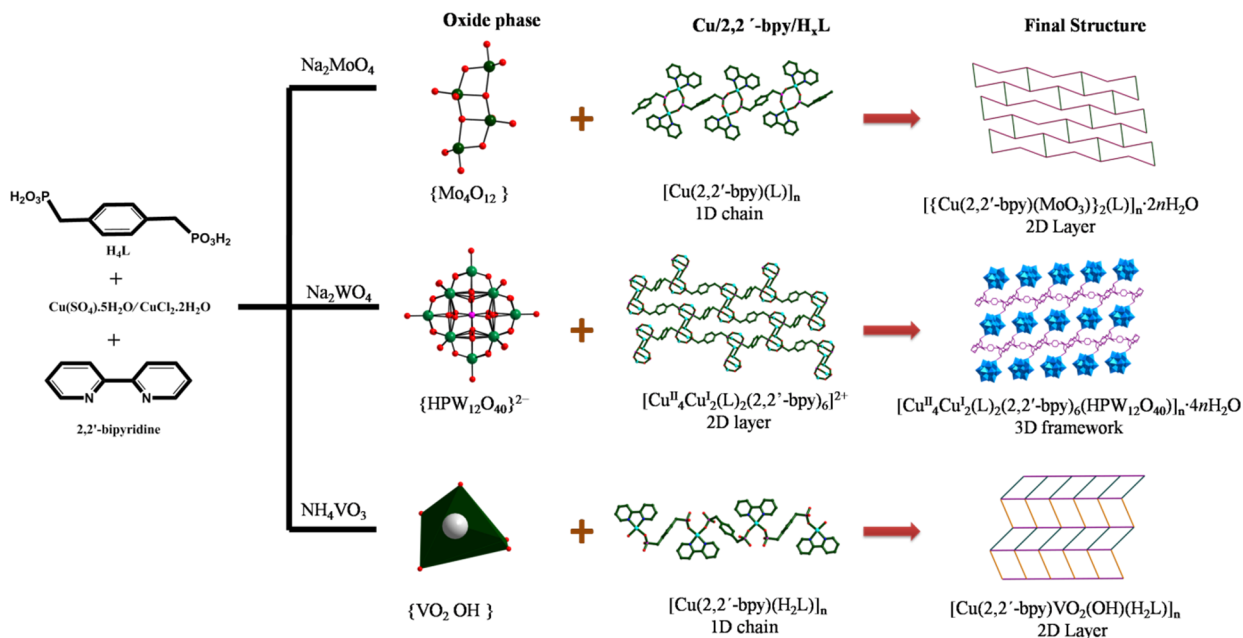 Oxide phase
Cu/2,2 ´-bpy/HₓL
Final Structure
Na₂MoO₄
{Mo₄O₁₂ }
[Cu(2,2′-bpy)(L)]ₙ
1D chain
[{Cu(2,2′-bpy)(MoO₃)}₂(L)]ₙ·2nH₂O
2D Layer
H₂O₃P
PO₃H₂
H₄L
+
Cu(SO₄).5H₂O/CuCl₂.2H₂O
+
N
N
2,2'-bipyridine
Na₂WO₄
{HPW₁₂O₄₀}²⁻
[Cuᴵᴵ₄Cuᴵ₂(L)₂(2,2’-bpy)₆]²⁺
2D layer
[Cuᴵᴵ₄Cuᴵ₂(L)₂(2,2′-bpy)₆(HPW₁₂O₄₀)]ₙ·4nH₂O
3D framework
NH₄VO₃
{VO₂ OH }
[Cu(2,2´-bpy)(H₂L)]ₙ
1D chain
[Cu(2,2´-bpy)VO₂(OH)(H₂L)]ₙ
2D Layer